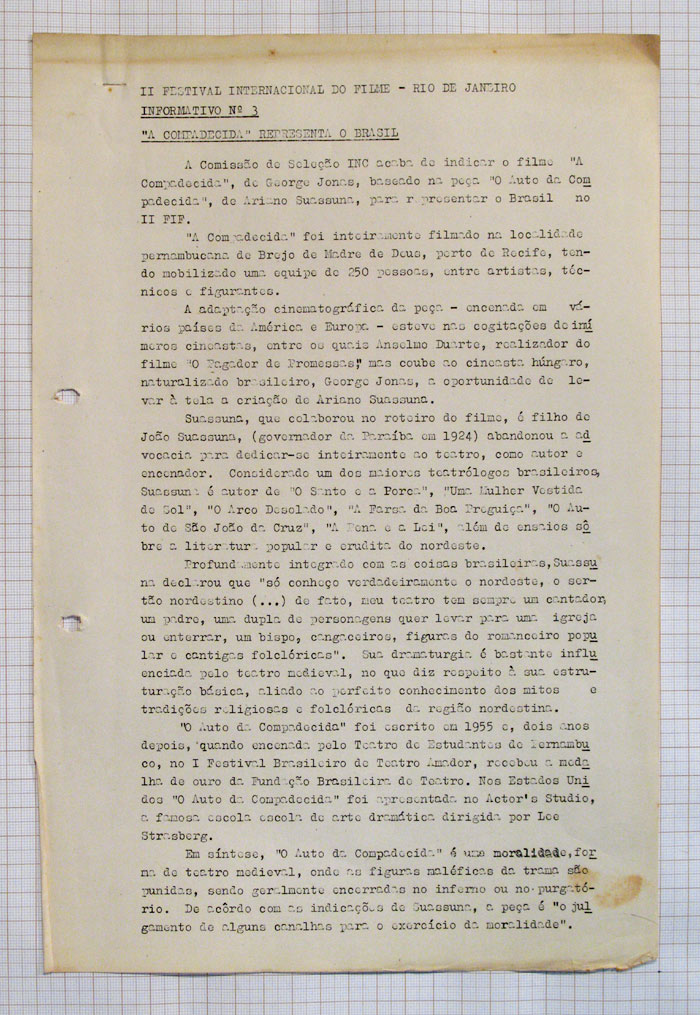 II FESTIVAL INTERNACIONAL DO FILME - RIO DE JANEIRO
INFORMATIVO Nº 3
"A COMPADECIDA" REPRESENTA O BRASIL
A Comissão de Seleção INC acaba de indicar o filme "A
Compadecida", de George Jonas, baseado na peça "O Auto da Com
padecida", de Ariano Suassuna, para representar o Brasil no
II FIF.
"A Compadecida" foi inteiramente filmado na localidade
pernambucana de Brejo de Madre de Deus, perto de Recife, ten-
do mobilizado uma equipe de 250 pessoas, entre artistas, téc-
nicos e figurantes.
A adaptação cinematográfica da peça - encenada em vá-
rios países da América e Europa - esteve nas cogitações de inú
meros cineastas, entre os quais Anselmo Duarte, realizador do
filme "O Pagador de Promessas," mas coube ao cineasta húngaro,
naturalizado brasileiro, George Jonas, a oportunidade de le-
var à tela a criação de Ariano Suassuna.
Suassuna, que colaborou no roteiro do filme, é filho de
João Suassuna, (governador da Paraíba em 1924) abandonou a ad
vocacia para dedicar-se inteiramente ao teatro, como autor e
encenador. Considerado um dos maiores teatrólogos brasileiros,
Suassuna é autor de "O Santo e a Porca", "Uma Mulher Vestida
de Sol", "O Arco Desolado", "A Farsa da Boa Preguiça", "O Au-
to de São João da Cruz", "A Pena e a Lei", além de ensaios sô
bre a literatura popular e erudita do nordeste.
Profundamente integrado com as coisas brasileiras, Suassu
na declarou que "só conheço verdadeiramente o nordeste, o ser-
tão nordestino (...) de fato, meu teatro tem sempre um cantador,
um padre, uma dupla de personagens quer levar para uma igreja
ou enterrar, um bispo, cangaceiros, figuras do romanceiro popu
lar e cantigas folclóricas". Sua dramaturgia é bastante influ
enciada pelo teatro medieval, no que diz respeito à sua estru-
turação básica, aliado ao perfeito conhecimento dos mitos e
tradições religiosas e folclóricas da região nordestina.
"O Auto da Compadecida" foi escrito em 1955 e, dois anos
depois, quando encenada pelo Teatro de Estudantes de Pernambu
co, no I Festival Brasileiro de Teatro Amador, recebeu a meda
lha de ouro da Fundação Brasileira de Teatro. Nos Estados Uni
dos "O Auto da Compadecida" foi apresentada no Actor's Studio,
a famosa escola escola de arte dramática dirigida por Lee
Strasberg.
Em síntese, "O Auto da Compadecida" é uma moralidade, for
ma de teatro medieval, onde as figuras maléficas da trama são
punidas, sendo geralmente encerradas no inferno ou no purgató-
rio. De acôrdo com as indicações de Suassuna, a peça é "o jul
gamento de alguns canalhas para o exercício da moralidade".